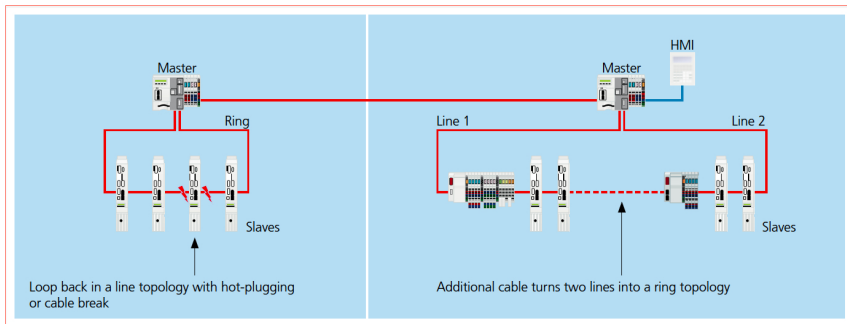 Master
Ring
Slaves
Loop back in a line topology with hot-plugging
or cable break
HMI
Master
Line 1
Line 2
Slaves
Additional cable turns two lines into a ring topology